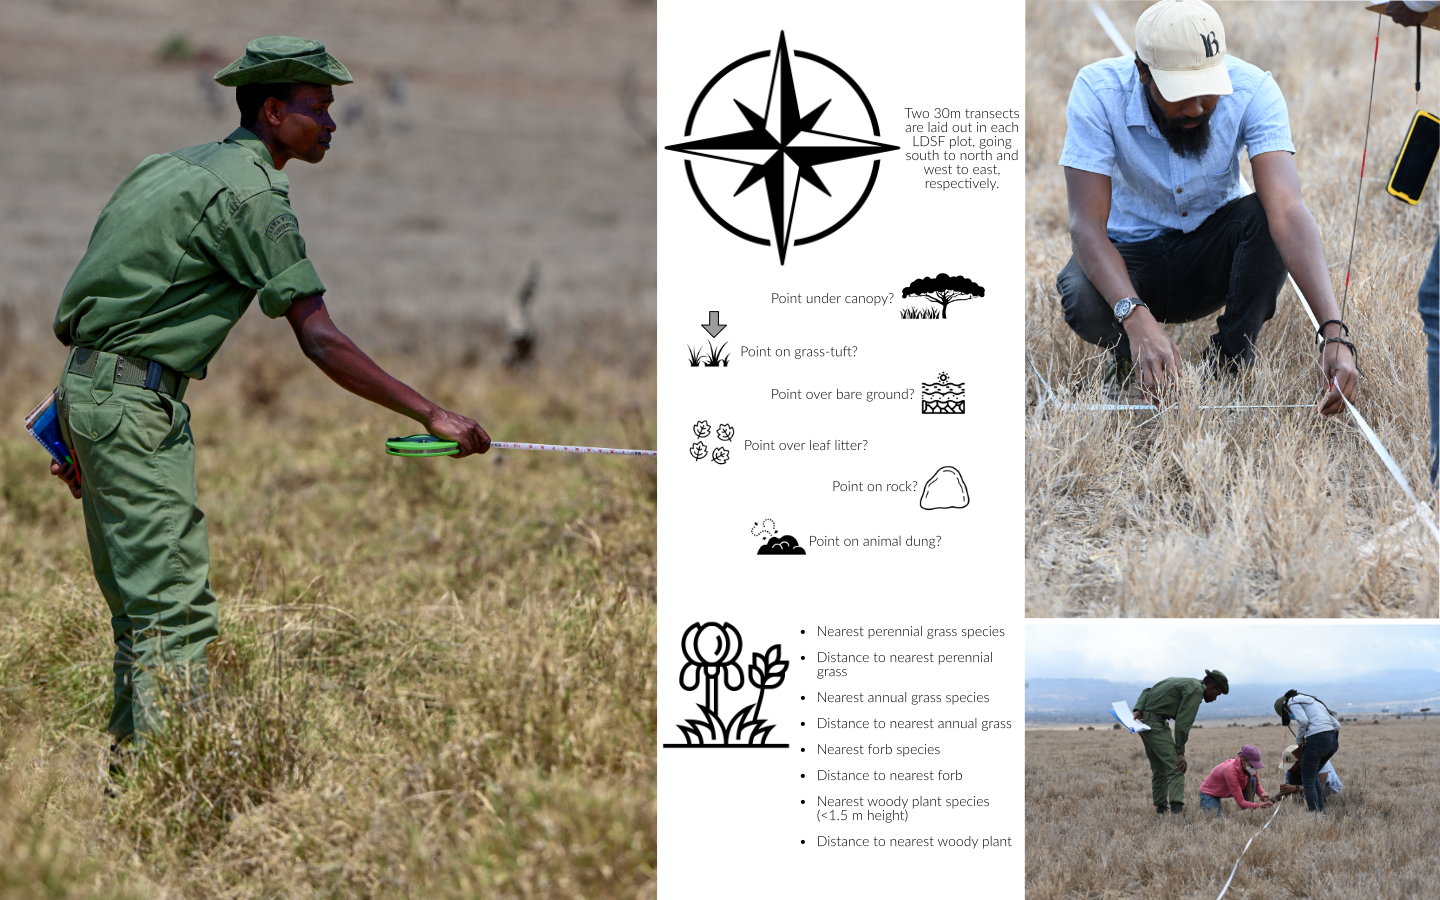 Two 30m transects
are laid out in each
LDSF plot, going
south to north and
west to east,
respectively.
Point under canopy?
Point on grass-tuft?
Point over bare ground?
Point over leaf litter?
Point on rock?
Point on animal dung?
• Nearest perennial grass species
• Distance to nearest perennial
grass
• Nearest annual grass species
• Distance to nearest annual grass
• Nearest forb species
• Distance to nearest forb
• Nearest woody plant species
(<1.5 m height)
• Distance to nearest woody plant